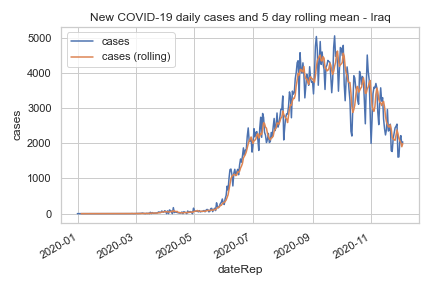 New COVID-19 daily cases and 5 day rolling mean - Iraq
cases
cases (rolling)
5000
4000
3000
2000
1000
0
cases
2020-01
2020-03
2020-05
2020-07
2020-09
2020-11
dateRep